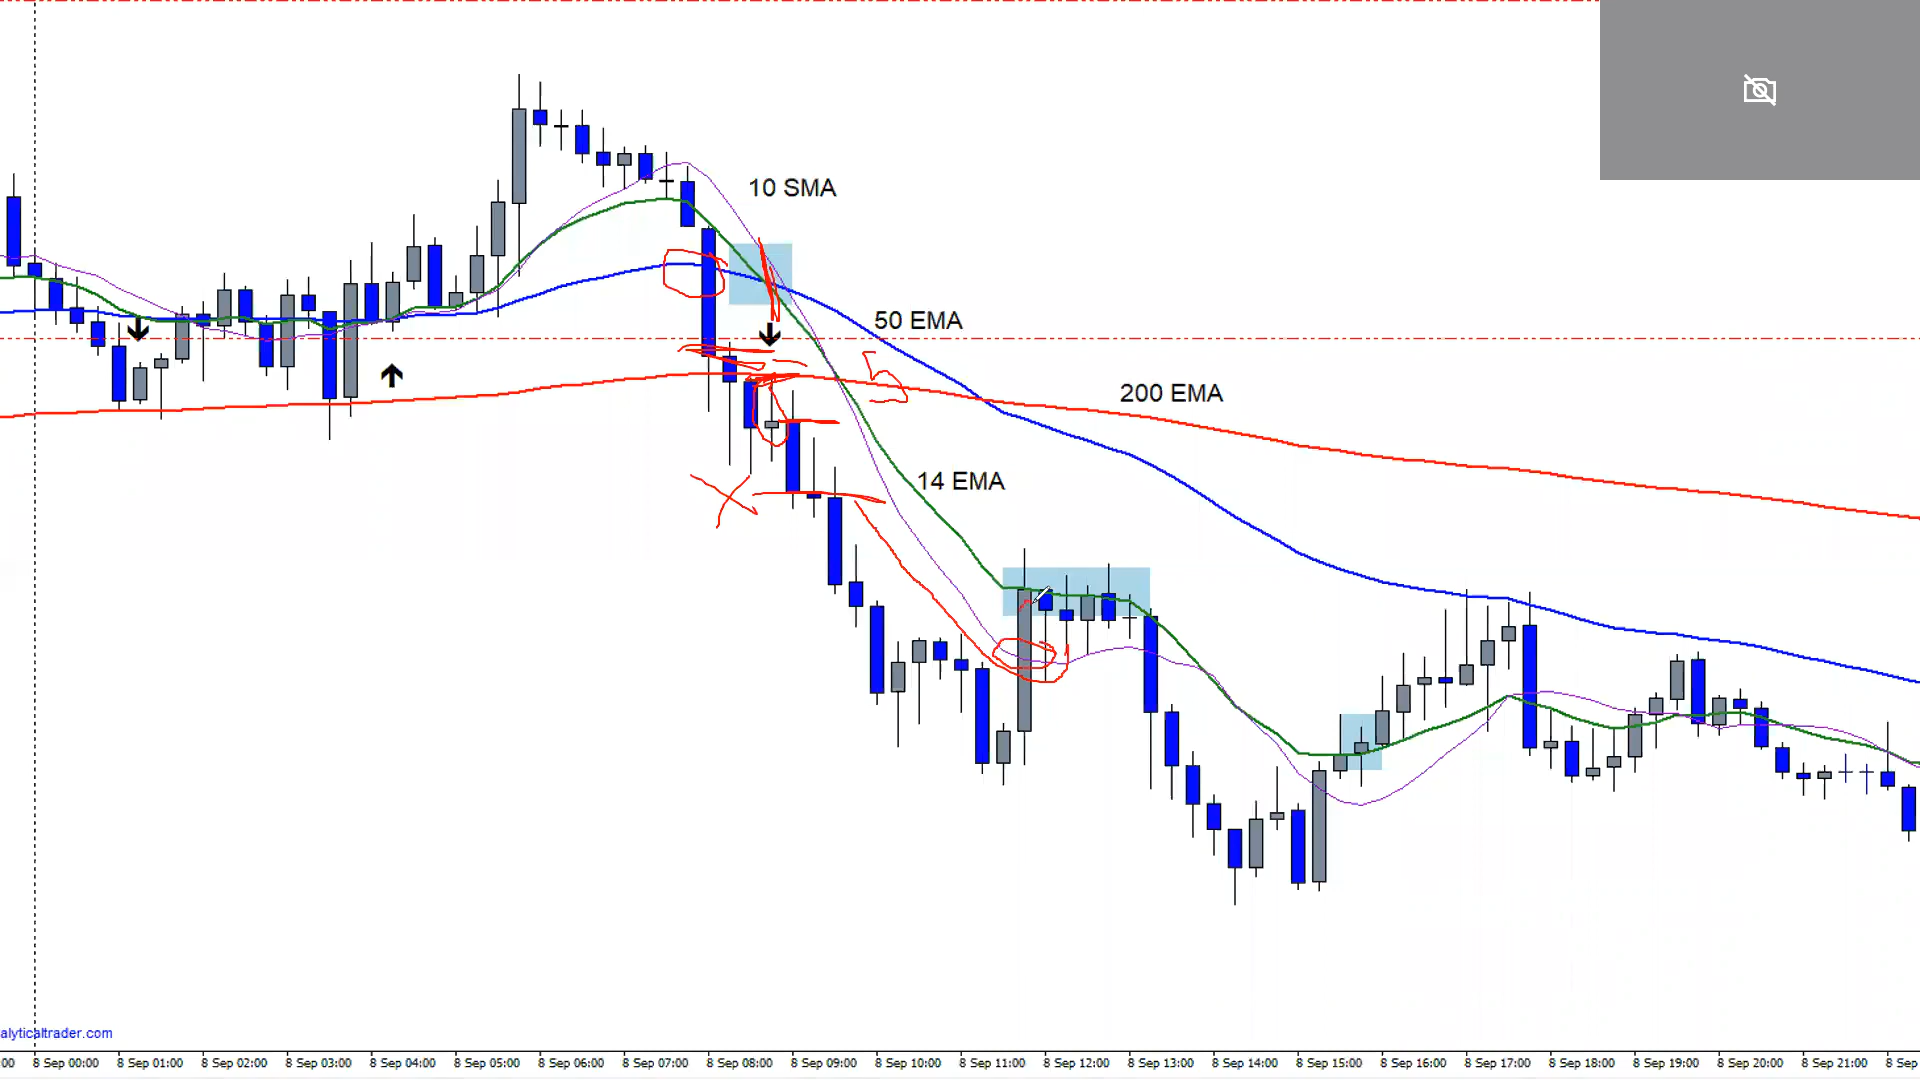 10 SMA
50 EMA
200 EMA
14 EMA
alyticaltrader.com
:00 8 Sep 00:00 8 Sep 01:00 8 Sep 02:00 8 Sep 03:00 8 Sep 04:00 8 Sep 05:00 8 Sep 06:00 8 Sep 07:00 8 Sep 08:00 8 Sep 09:00 8 Sep 10:00 8 Sep 11:00 8 Sep 12:00 8 Sep 13:00 8 Sep 14:00 8 Sep 15:00 8 Sep 16:00 8 Sep 17:00 8 Sep 18:00 8 Sep 19:00 8 Sep 20:00 8 Sep 21:00 8 Sep